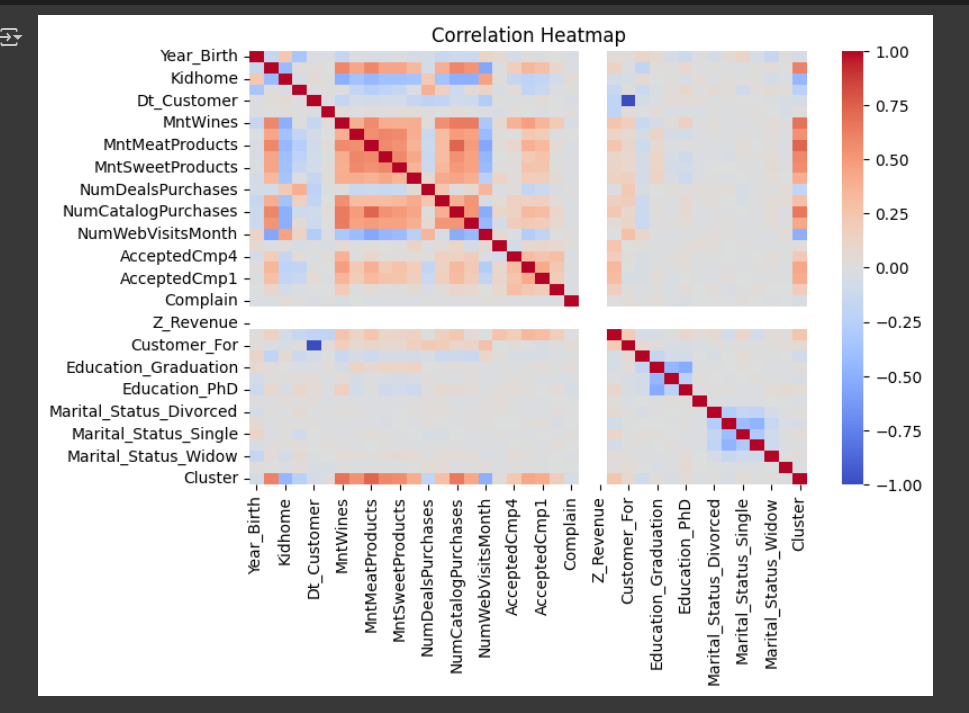 Correlation Heatmap
Year_Birth
Kidhome
Dt_Customer
MntWines
MntMeatProducts
MntSweetProducts
NumDealsPurchases
NumCatalogPurchases
NumWebVisitsMonth
AcceptedCmp4
AcceptedCmp1
Complain
Z_Revenue
Customer_For
Education_Graduation
Education_PhD
Marital_Status_Divorced
Marital_Status_Single
Marital_Status_Widow
Cluster
Year_Birth
Kidhome
Dt_Customer
MntWines
MntMeatProducts
MntSweetProducts
NumDealsPurchases
NumCatalogPurchases
NumWebVisitsMonth
AcceptedCmp4
AcceptedCmp1
Complain
Z_Revenue
Customer_For
Education_Graduation
Education_PhD
Marital_Status_Divorced
Marital_Status_Single
Marital_Status_Widow
Cluster
1.00
0.75
0.50
0.25
0.00
−0.25
−0.50
−0.75
−1.00